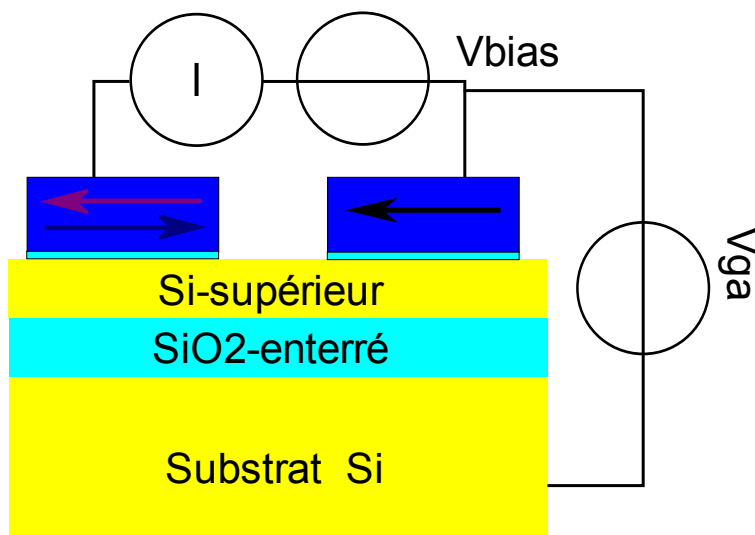 I
Vbias
Vga
Si-supérieur
SiO2-enterré
Substrat Si